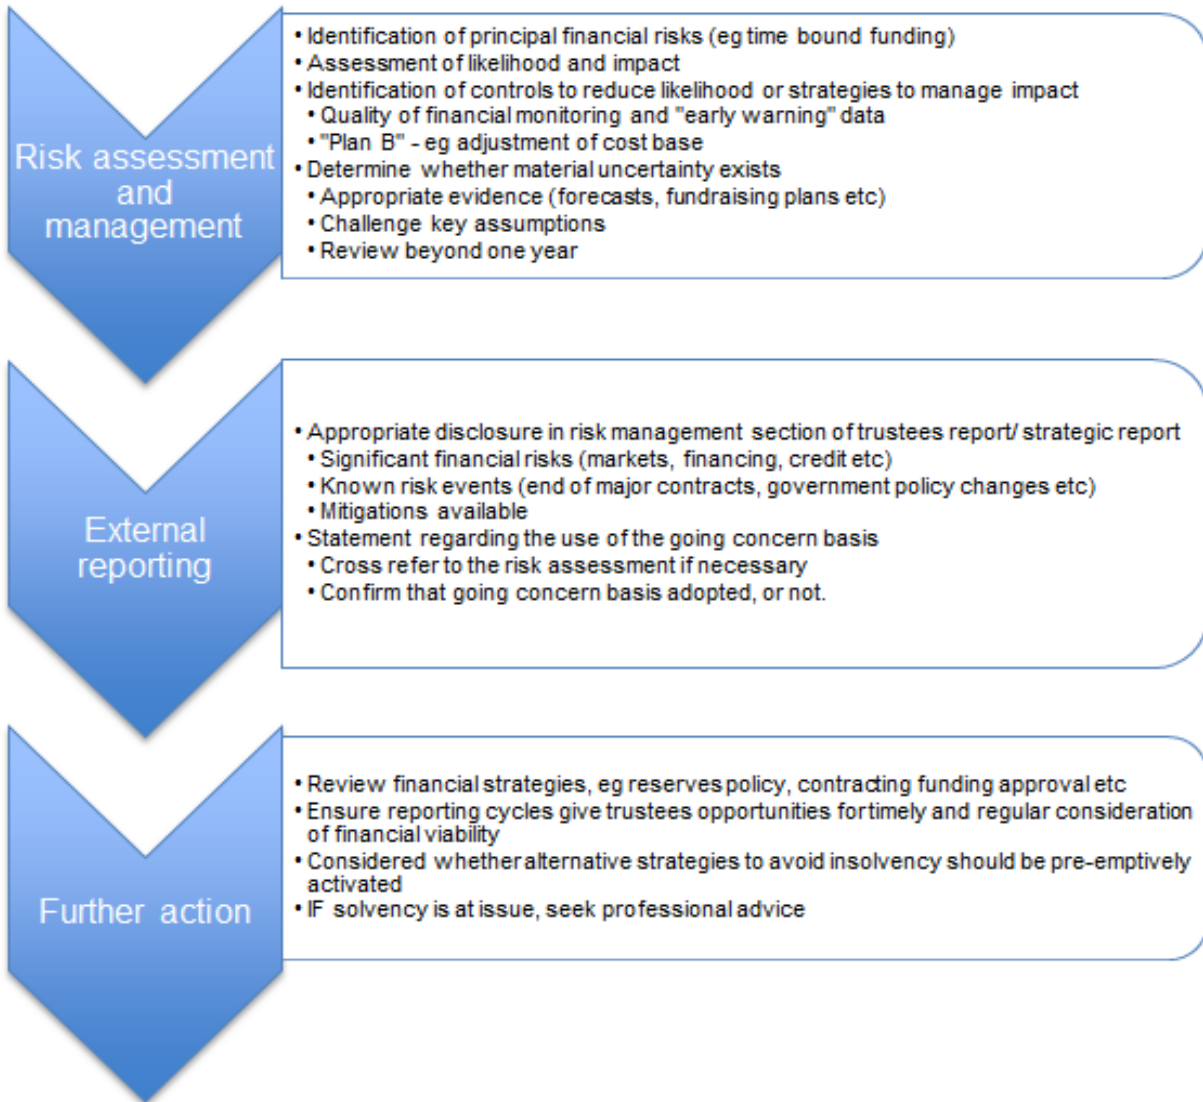 Risk assessment
and
management
• Identification of principal financial risks (eg time bound funding)
• Assessment of likelihood and impact
• Identification of controls to reduce likelihood or strategies to manage impact
• Quality of financial monitoring and "early warning" data
• "Plan B" - eg adjustment of cost base
• Determine whether material uncertainty exists
• Appropriate evidence (forecasts, fundraising plans etc)
• Challenge key assumptions
• Review beyond one year
External
reporting
• Appropriate disclosure in risk management section of trustees report/ strategic report
• Significant financial risks (markets, financing, credit etc)
• Known risk events (end of major contracts, government policy changes etc)
• Mitigations available
• Statement regarding the use of the going concern basis
• Cross refer to the risk assessment if necessary
• Confirm that going concern basis adopted, or not.
Further action
• Review financial strategies, eg reserves policy, contracting funding approval etc
• Ensure reporting cycles give trustees opportunities for timely and regular consideration
of financial viability
• Considered whether alternative strategies to avoid insolvency should be pre-emptively
activated
• IF solvency is at issue, seek professional advice